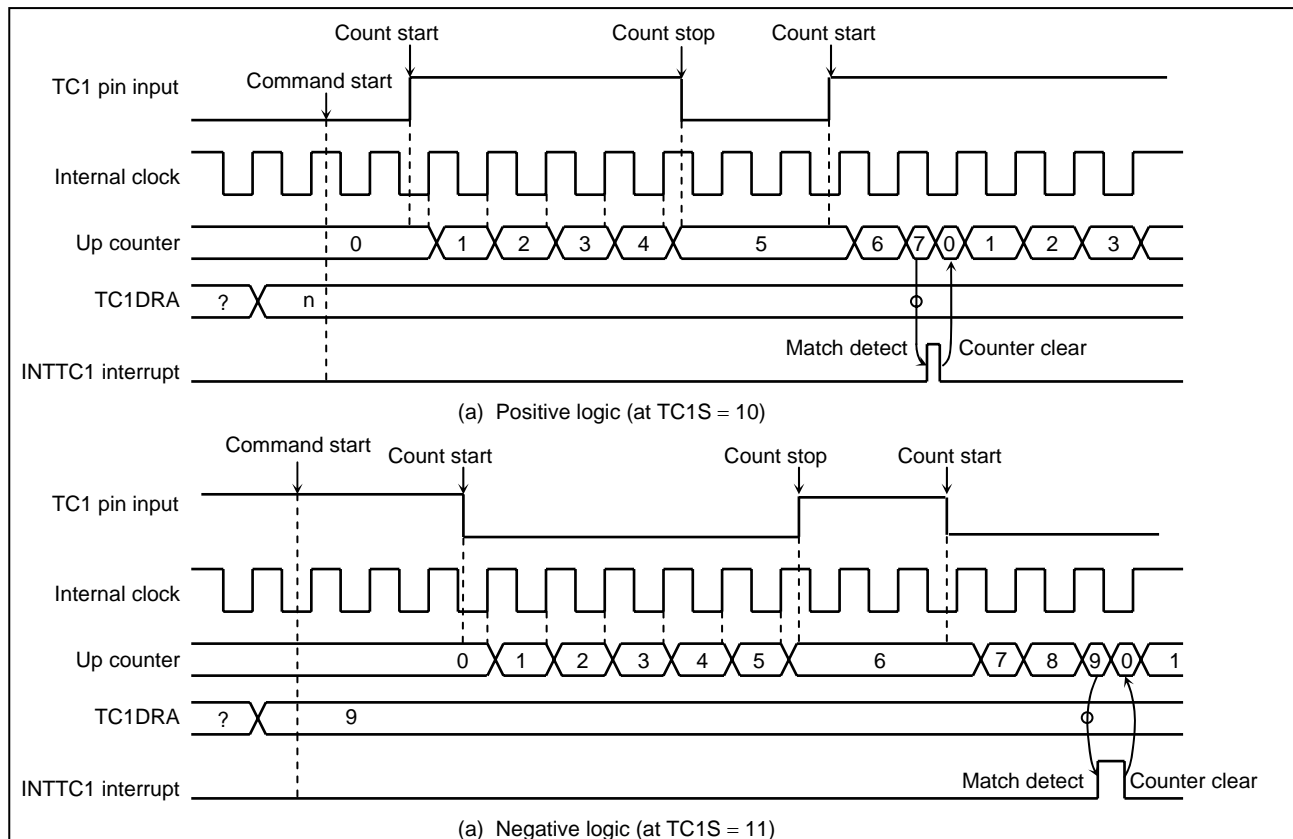 Count start Count stop Count start
Command start
TC1 pin input
Internal clock
Up counter 0 1 2 3 4 5 6 7 0 1 2 3
TC1DRA ? n
Match detect Counter clear
INTTC1 interrupt
(a) Positive logic (at TC1S = 10)
Command start
Count start Count stop Count start
TC1 pin input
Internal clock
Up counter 0 1 2 3 4 5 6 7 8 9 0 1
TC1DRA ? 9
Match detect Counter clear
INTTC1 interrupt
(a) Negative logic (at TC1S = 11)